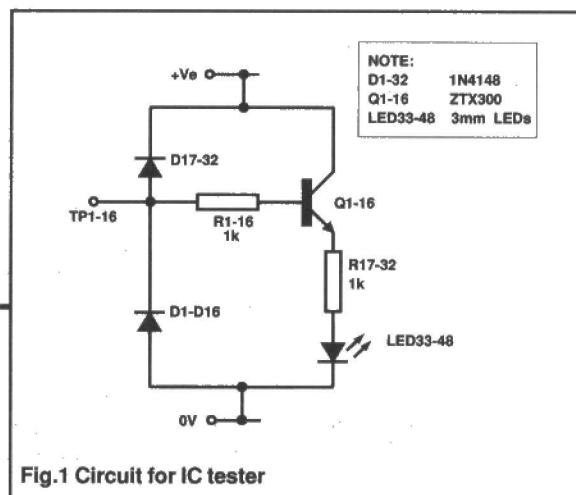 NOTE:
D1-32 1N4148
Q1-16 ZTX300
LED33-48 3mm LEDs
+Ve
D17-32
TP1-16
R1-16
1k
Q1-16
R17-32
1k
D1-D16
LED33-48
0V
Fig.1 Circuit for IC tester